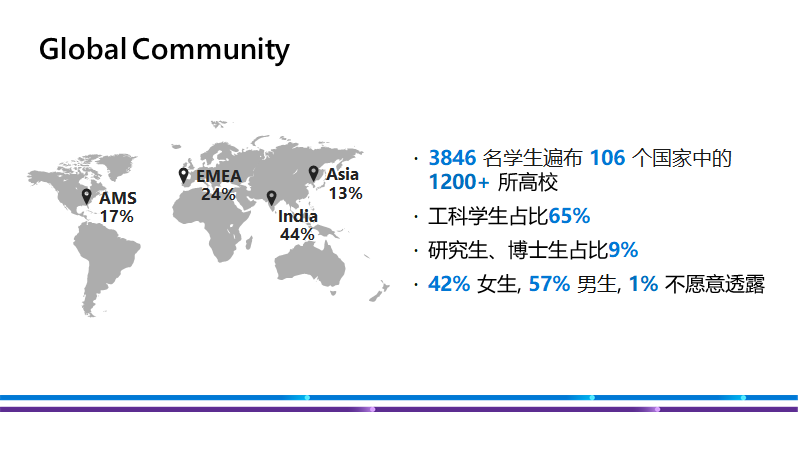 Global Community
AMS
17%
EMEA
24%
Asia
13%
India
44%
· 3846 名学生遍布 106 个国家中的
1200+ 所高校
· 工科学生占比65%
· 研究生、博士生占比9%
· 42% 女生, 57% 男生, 1% 不愿意透露